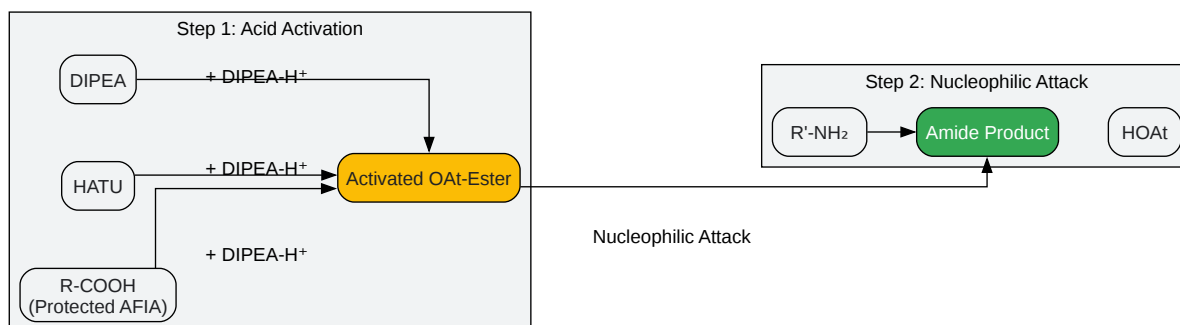 Step 1: Acid Activation
DIPEA
+ DIPEA-H⁺
HATU
+ DIPEA-H⁺
Activated OAt-Ester
+ DIPEA-H⁺
R-COOH
(Protected AFIA)
Nucleophilic Attack
Step 2: Nucleophilic Attack
R'-NH₂
Amide Product
HOAt